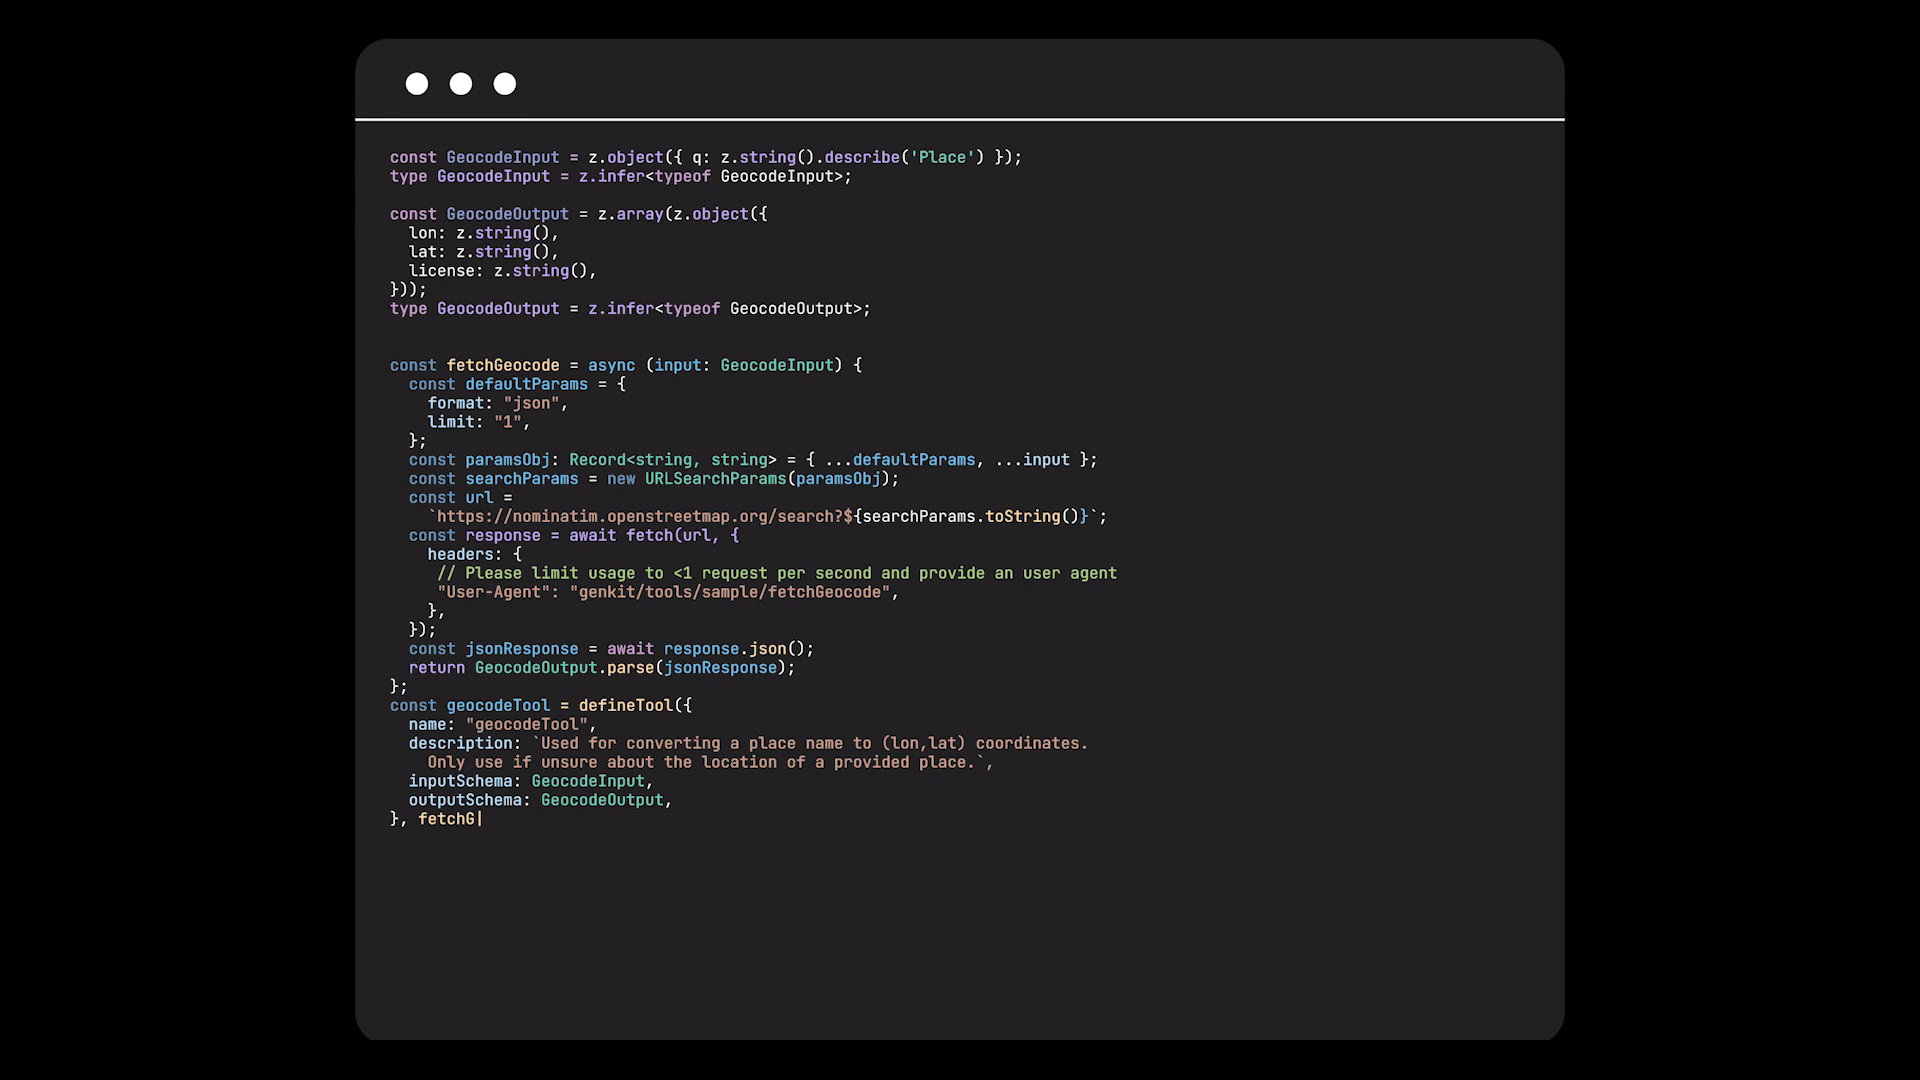 const GeocodeInput = z.object({ q: z.string().describe('Place') });
type GeocodeInput = z.infer<typeof GeocodeInput>;
const GeocodeOutput = z.array(z.object({
lon: z.string(),
lat: z.string(),
license: z.string(),
}));
type GeocodeOutput = z.infer<typeof GeocodeOutput>;
const fetchGeocode = async (input: GeocodeInput) {
const defaultParams = {
format: "json",
limit: "1",
};
const paramsObj: Record<string, string> = { ...defaultParams, ...input };
const searchParams = new URLSearchParams(paramsObj);
const url =
`https://nominatim.openstreetmap.org/search?${searchParams.toString()}`;
const response = await fetch(url, {
headers: {
// Please limit usage to <1 request per second and provide an user agent
"User-Agent": "genkit/tools/sample/fetchGeocode",
},
});
const jsonResponse = await response.json();
return GeocodeOutput.parse(jsonResponse);
};
const geocodeTool = defineTool({
name: "geocodeTool",
description: `Used for converting a place name to (lon,lat) coordinates.
Only use if unsure about the location of a provided place.`,
inputSchema: GeocodeInput,
outputSchema: GeocodeOutput,
}, fetchG